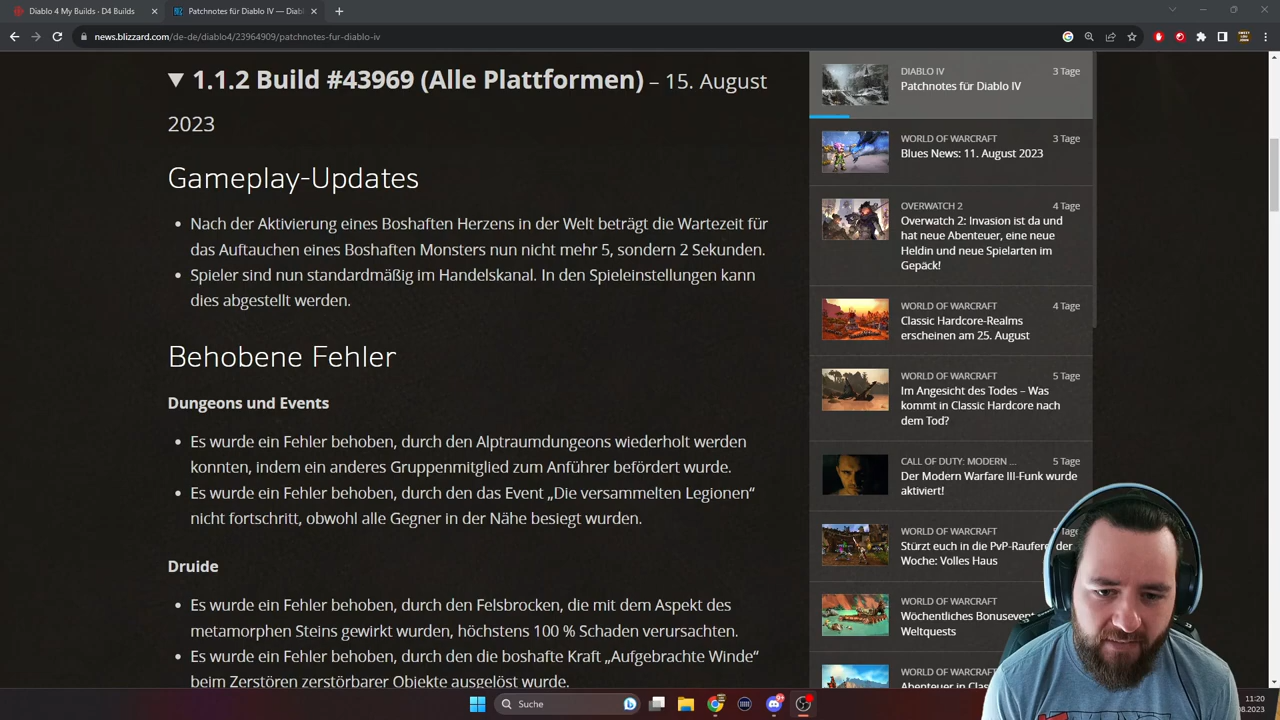 Diablo 4 My Builds - D4 Builds
Patchnotes für Diablo IV — Diabl
news.blizzard.com/de-de/diablo4/23964909/patchnotes-fur-diablo-iv
▼ 1.1.2 Build #43969 (Alle Plattformen) – 15. August
2023
Gameplay-Updates
• Nach der Aktivierung eines Boshaften Herzens in der Welt beträgt die Wartezeit für
das Auftauchen eines Boshaften Monsters nun nicht mehr 5, sondern 2 Sekunden.
• Spieler sind nun standardmäßig im Handelskanal. In den Spieleinstellungen kann
dies abgestellt werden.
Behobene Fehler
Dungeons und Events
• Es wurde ein Fehler behoben, durch den Alptraumdungeons wiederholt werden
konnten, indem ein anderes Gruppenmitglied zum Anführer befördert wurde.
• Es wurde ein Fehler behoben, durch den das Event „Die versammelten Legionen“
nicht fortschritt, obwohl alle Gegner in der Nähe besiegt wurden.
Druide
• Es wurde ein Fehler behoben, durch den Felsbrocken, die mit dem Aspekt des
metamorphen Steins gewirkt wurden, höchstens 100 % Schaden verursachten.
• Es wurde ein Fehler behoben, durch den die boshafte Kraft „Aufgebrachte Winde“
beim Zerstören zerstörbarer Objekte ausgelöst wurde.
DIABLO IV 3 Tage
Patchnotes für Diablo IV
WORLD OF WARCRAFT 3 Tage
Blues News: 11. August 2023
OVERWATCH 2 4 Tage
Overwatch 2: Invasion ist da und
hat neue Abenteuer, eine neue
Heldin und neue Spielarten im
Gepäck!
WORLD OF WARCRAFT 4 Tage
Classic Hardcore-Realms
erscheinen am 25. August
WORLD OF WARCRAFT 5 Tage
Im Angesicht des Todes – Was
kommt in Classic Hardcore nach
dem Tod?
CALL OF DUTY: MODERN ... 5 Tage
Der Modern Warfare III-Funk wurde
aktiviert!
WORLD OF WARCRAFT Tage
Stürzt euch in die PvP-Rauferei der
Woche: Volles Haus
WORLD OF WARCRAFT
Wöchentliches Bonusevent
Weltquests
WORLD OF WARCRAFT
Abenteuer in Classic
Suche
11:20
08.2023